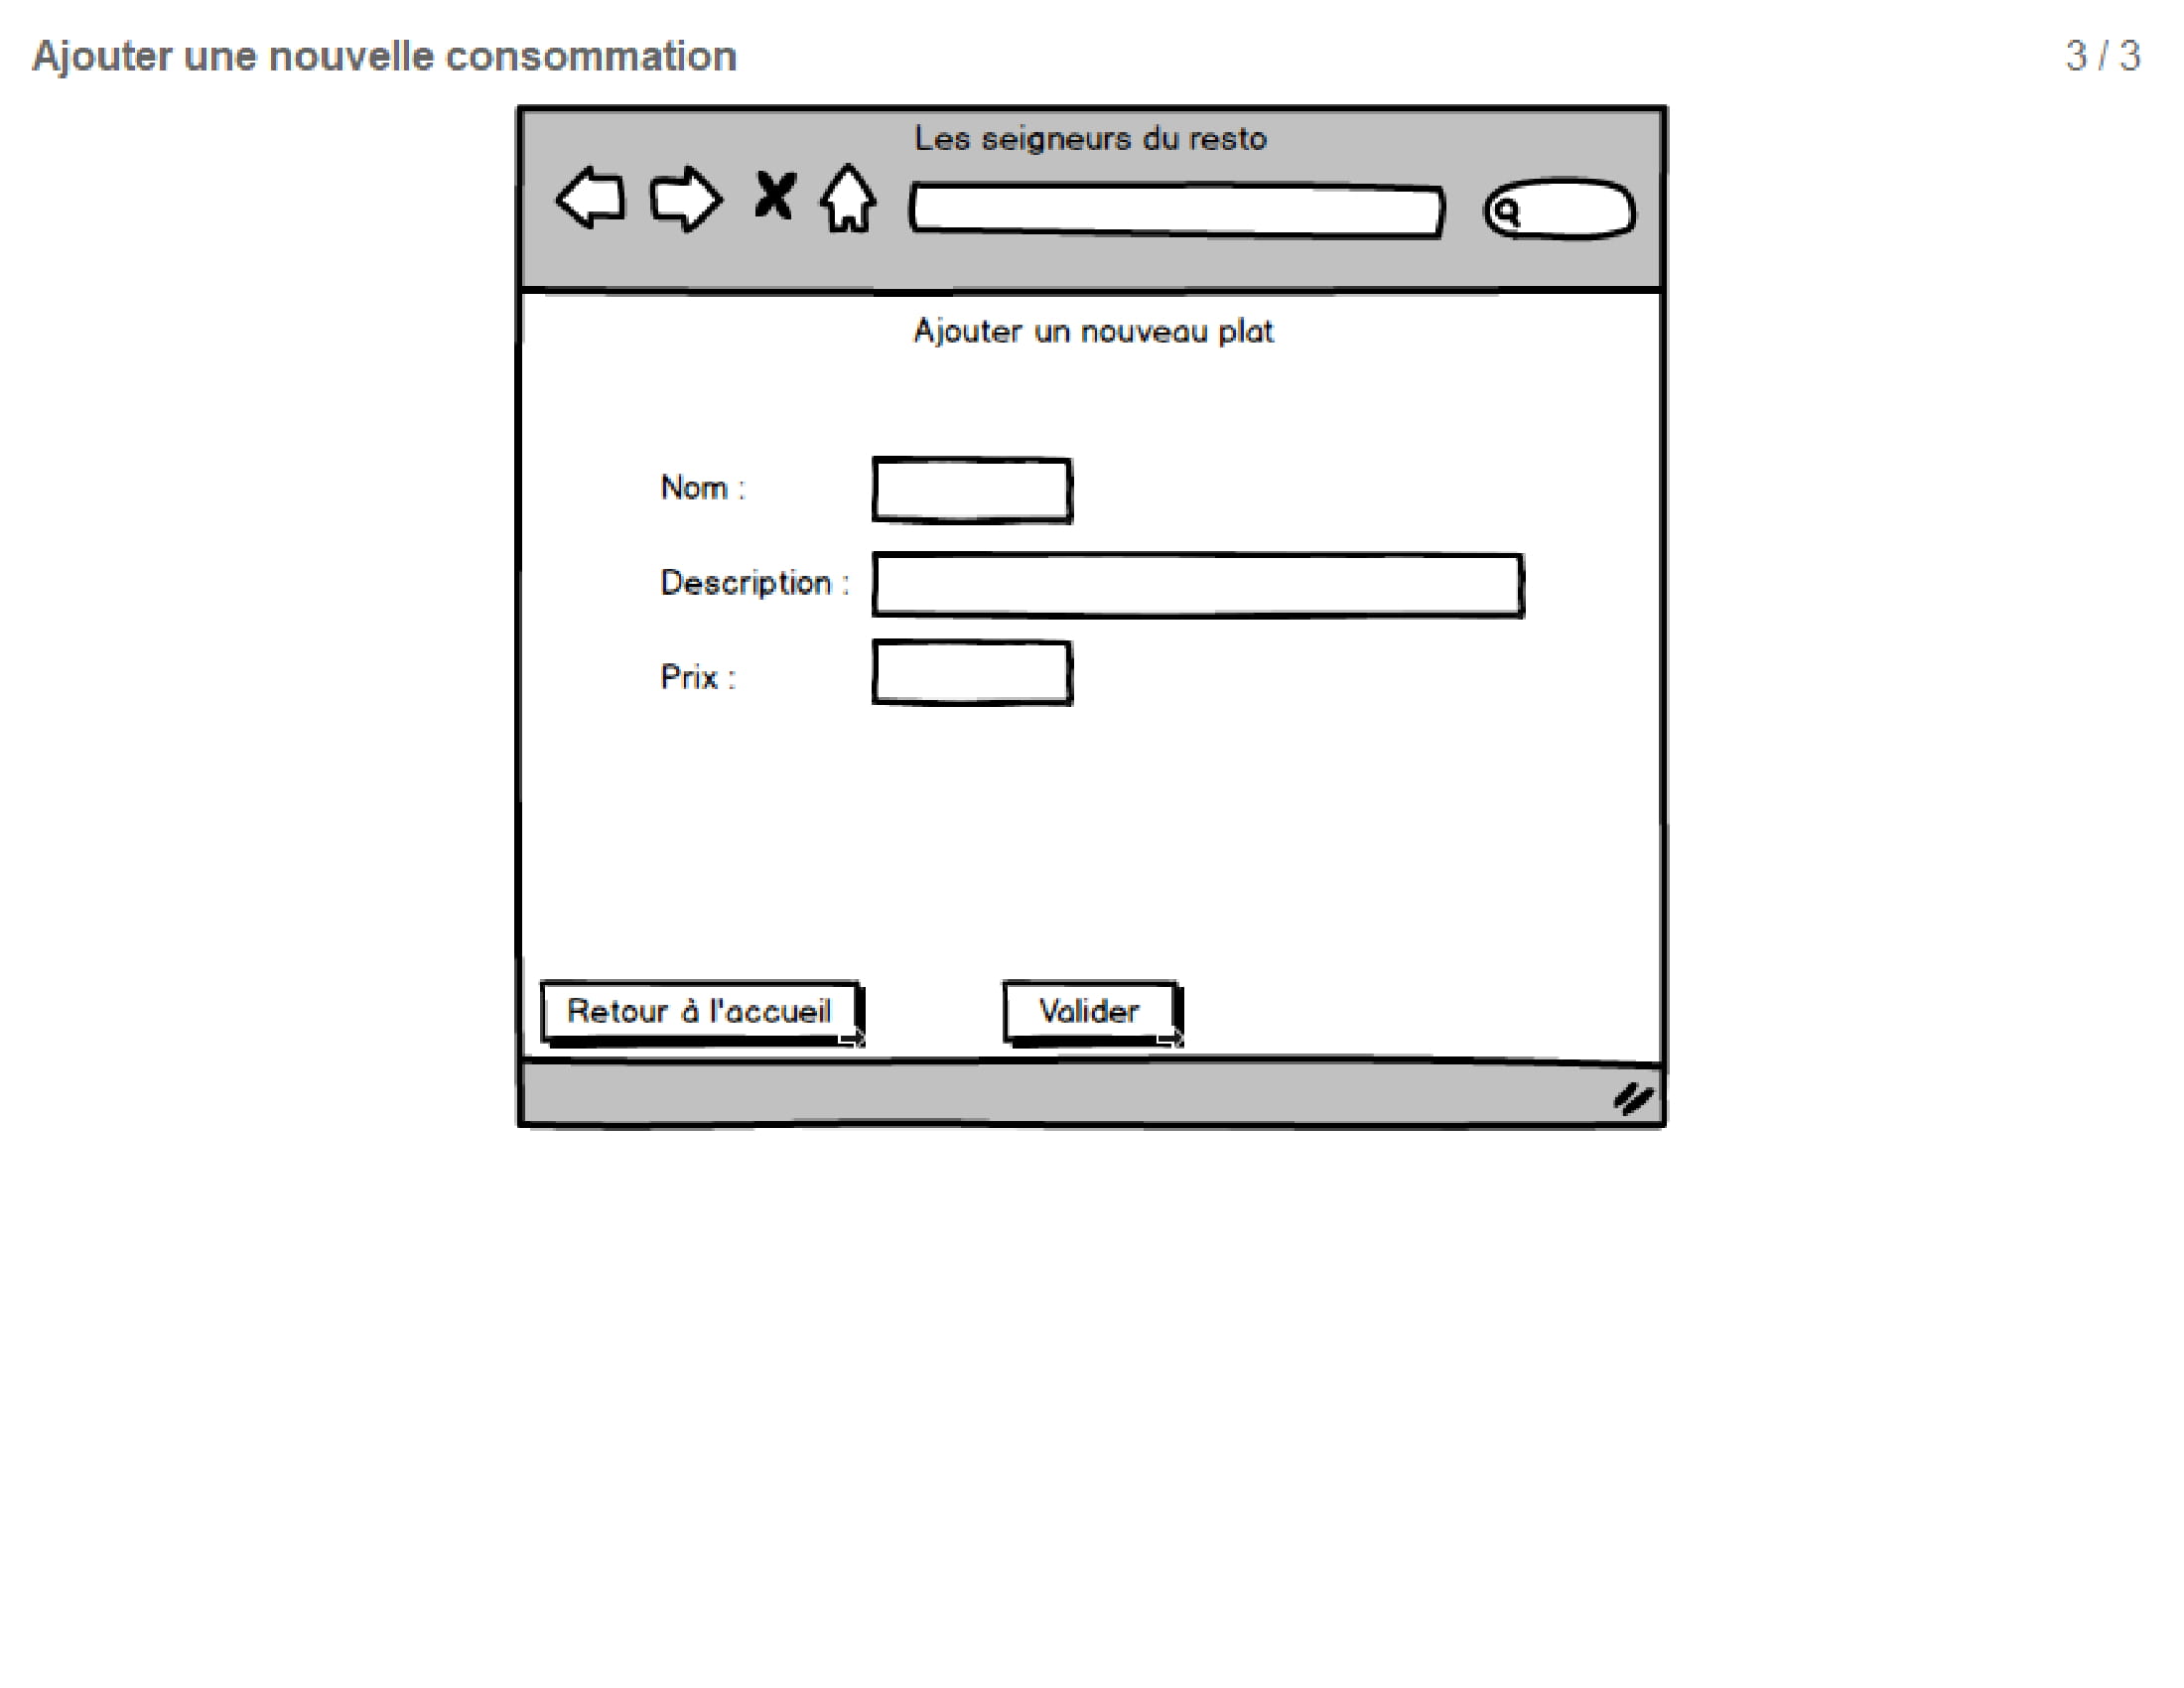 Ajouter une nouvelle consommation
3 / 3
Les seigneurs du resto
Ajouter un nouveau plat
Nom :
Description :
Prix :
Retour à l'accueil
Valider